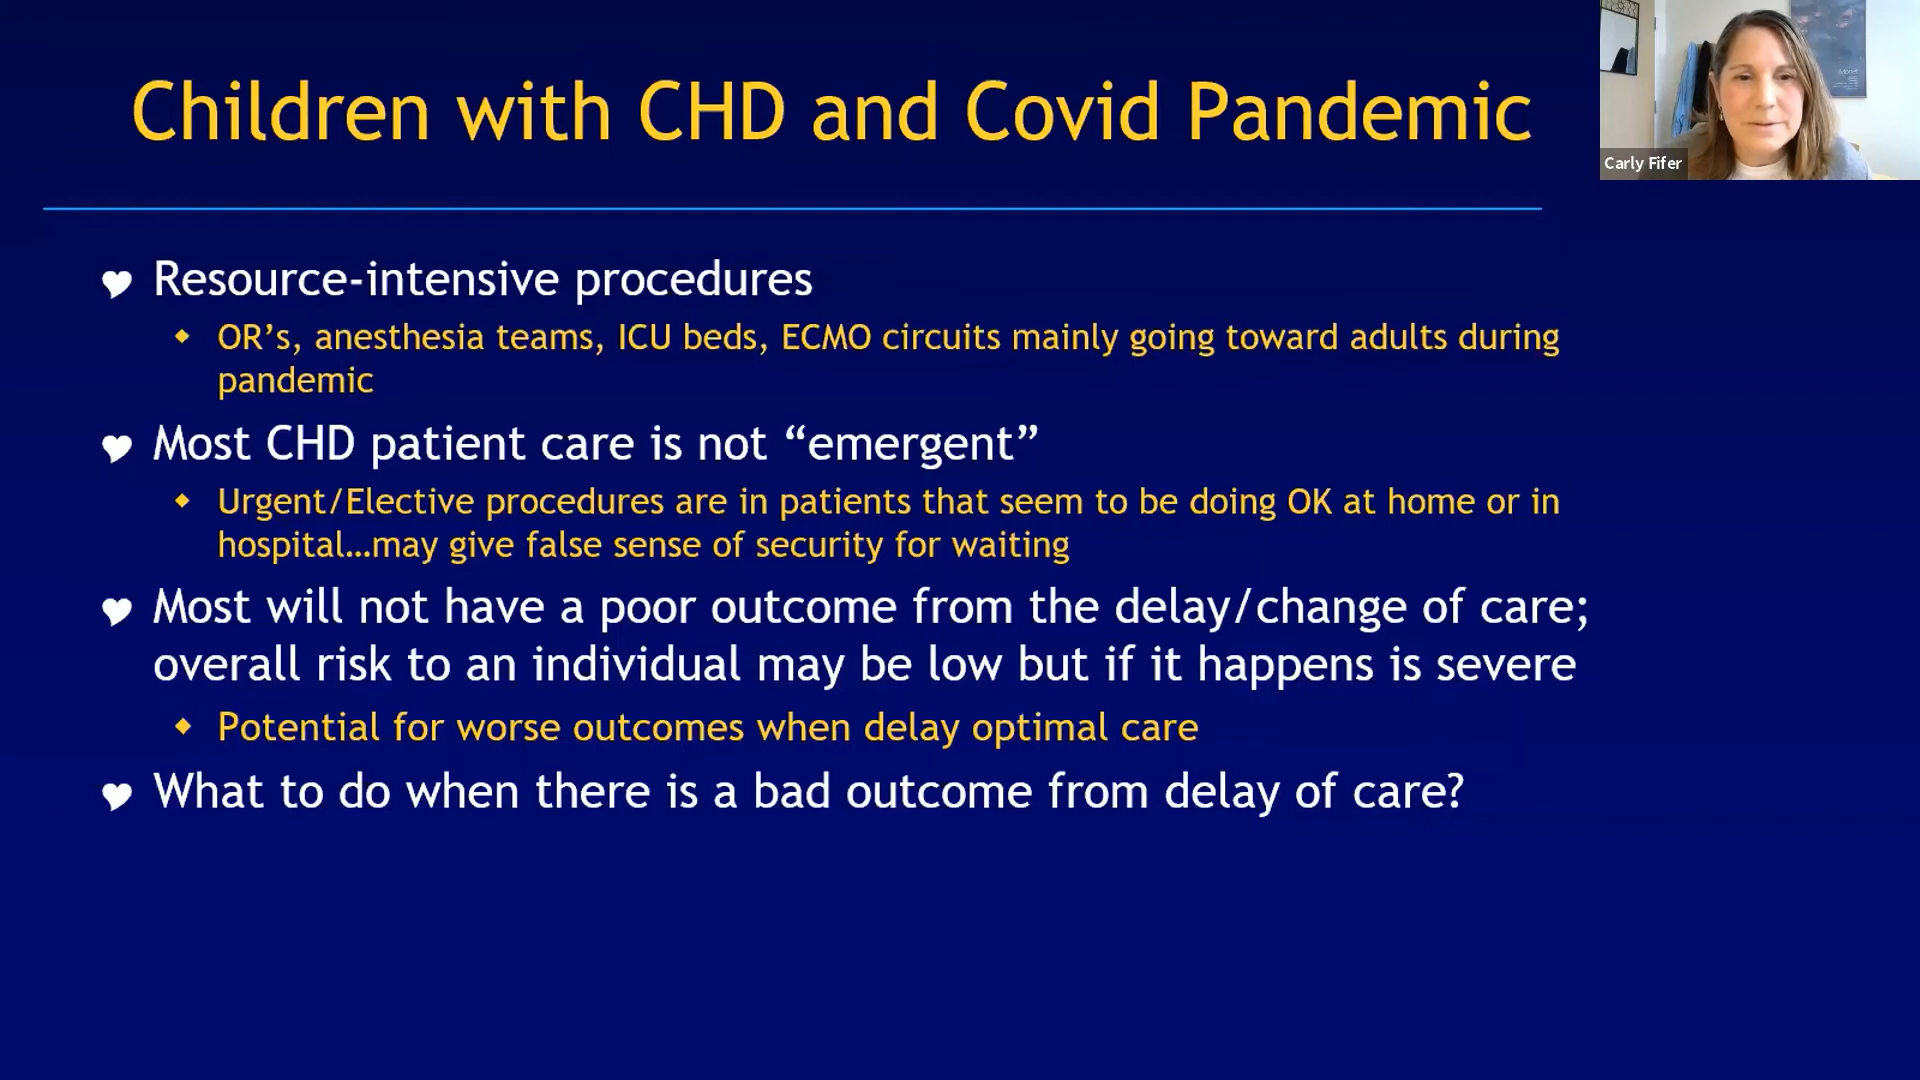 Children with CHD and Covid Pandemic
Carly Fifer
Resource-intensive procedures
OR’s, anesthesia teams, ICU beds, ECMO circuits mainly going toward adults during
pandemic
Most CHD patient care is not “emergent”
Urgent/Elective procedures are in patients that seem to be doing OK at home or in
hospital…may give false sense of security for waiting
Most will not have a poor outcome from the delay/change of care;
overall risk to an individual may be low but if it happens is severe
Potential for worse outcomes when delay optimal care
What to do when there is a bad outcome from delay of care?